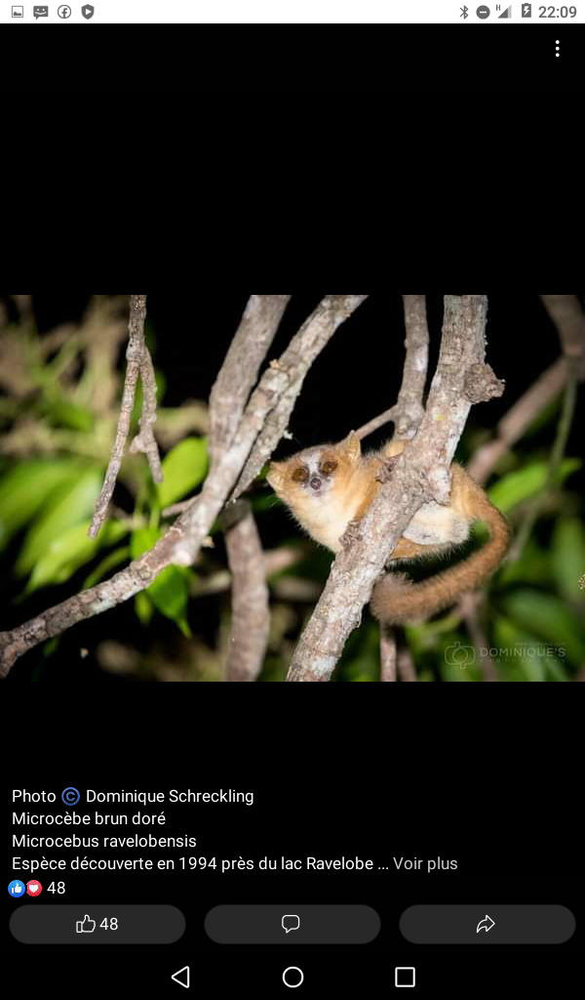 22:09
DOMINIQUE'S
Photo © Dominique Schreckling
Microcèbe brun doré
Microcebus ravelobensis
Espèce découverte en 1994 près du lac Ravelobe ... Voir plus
48
48